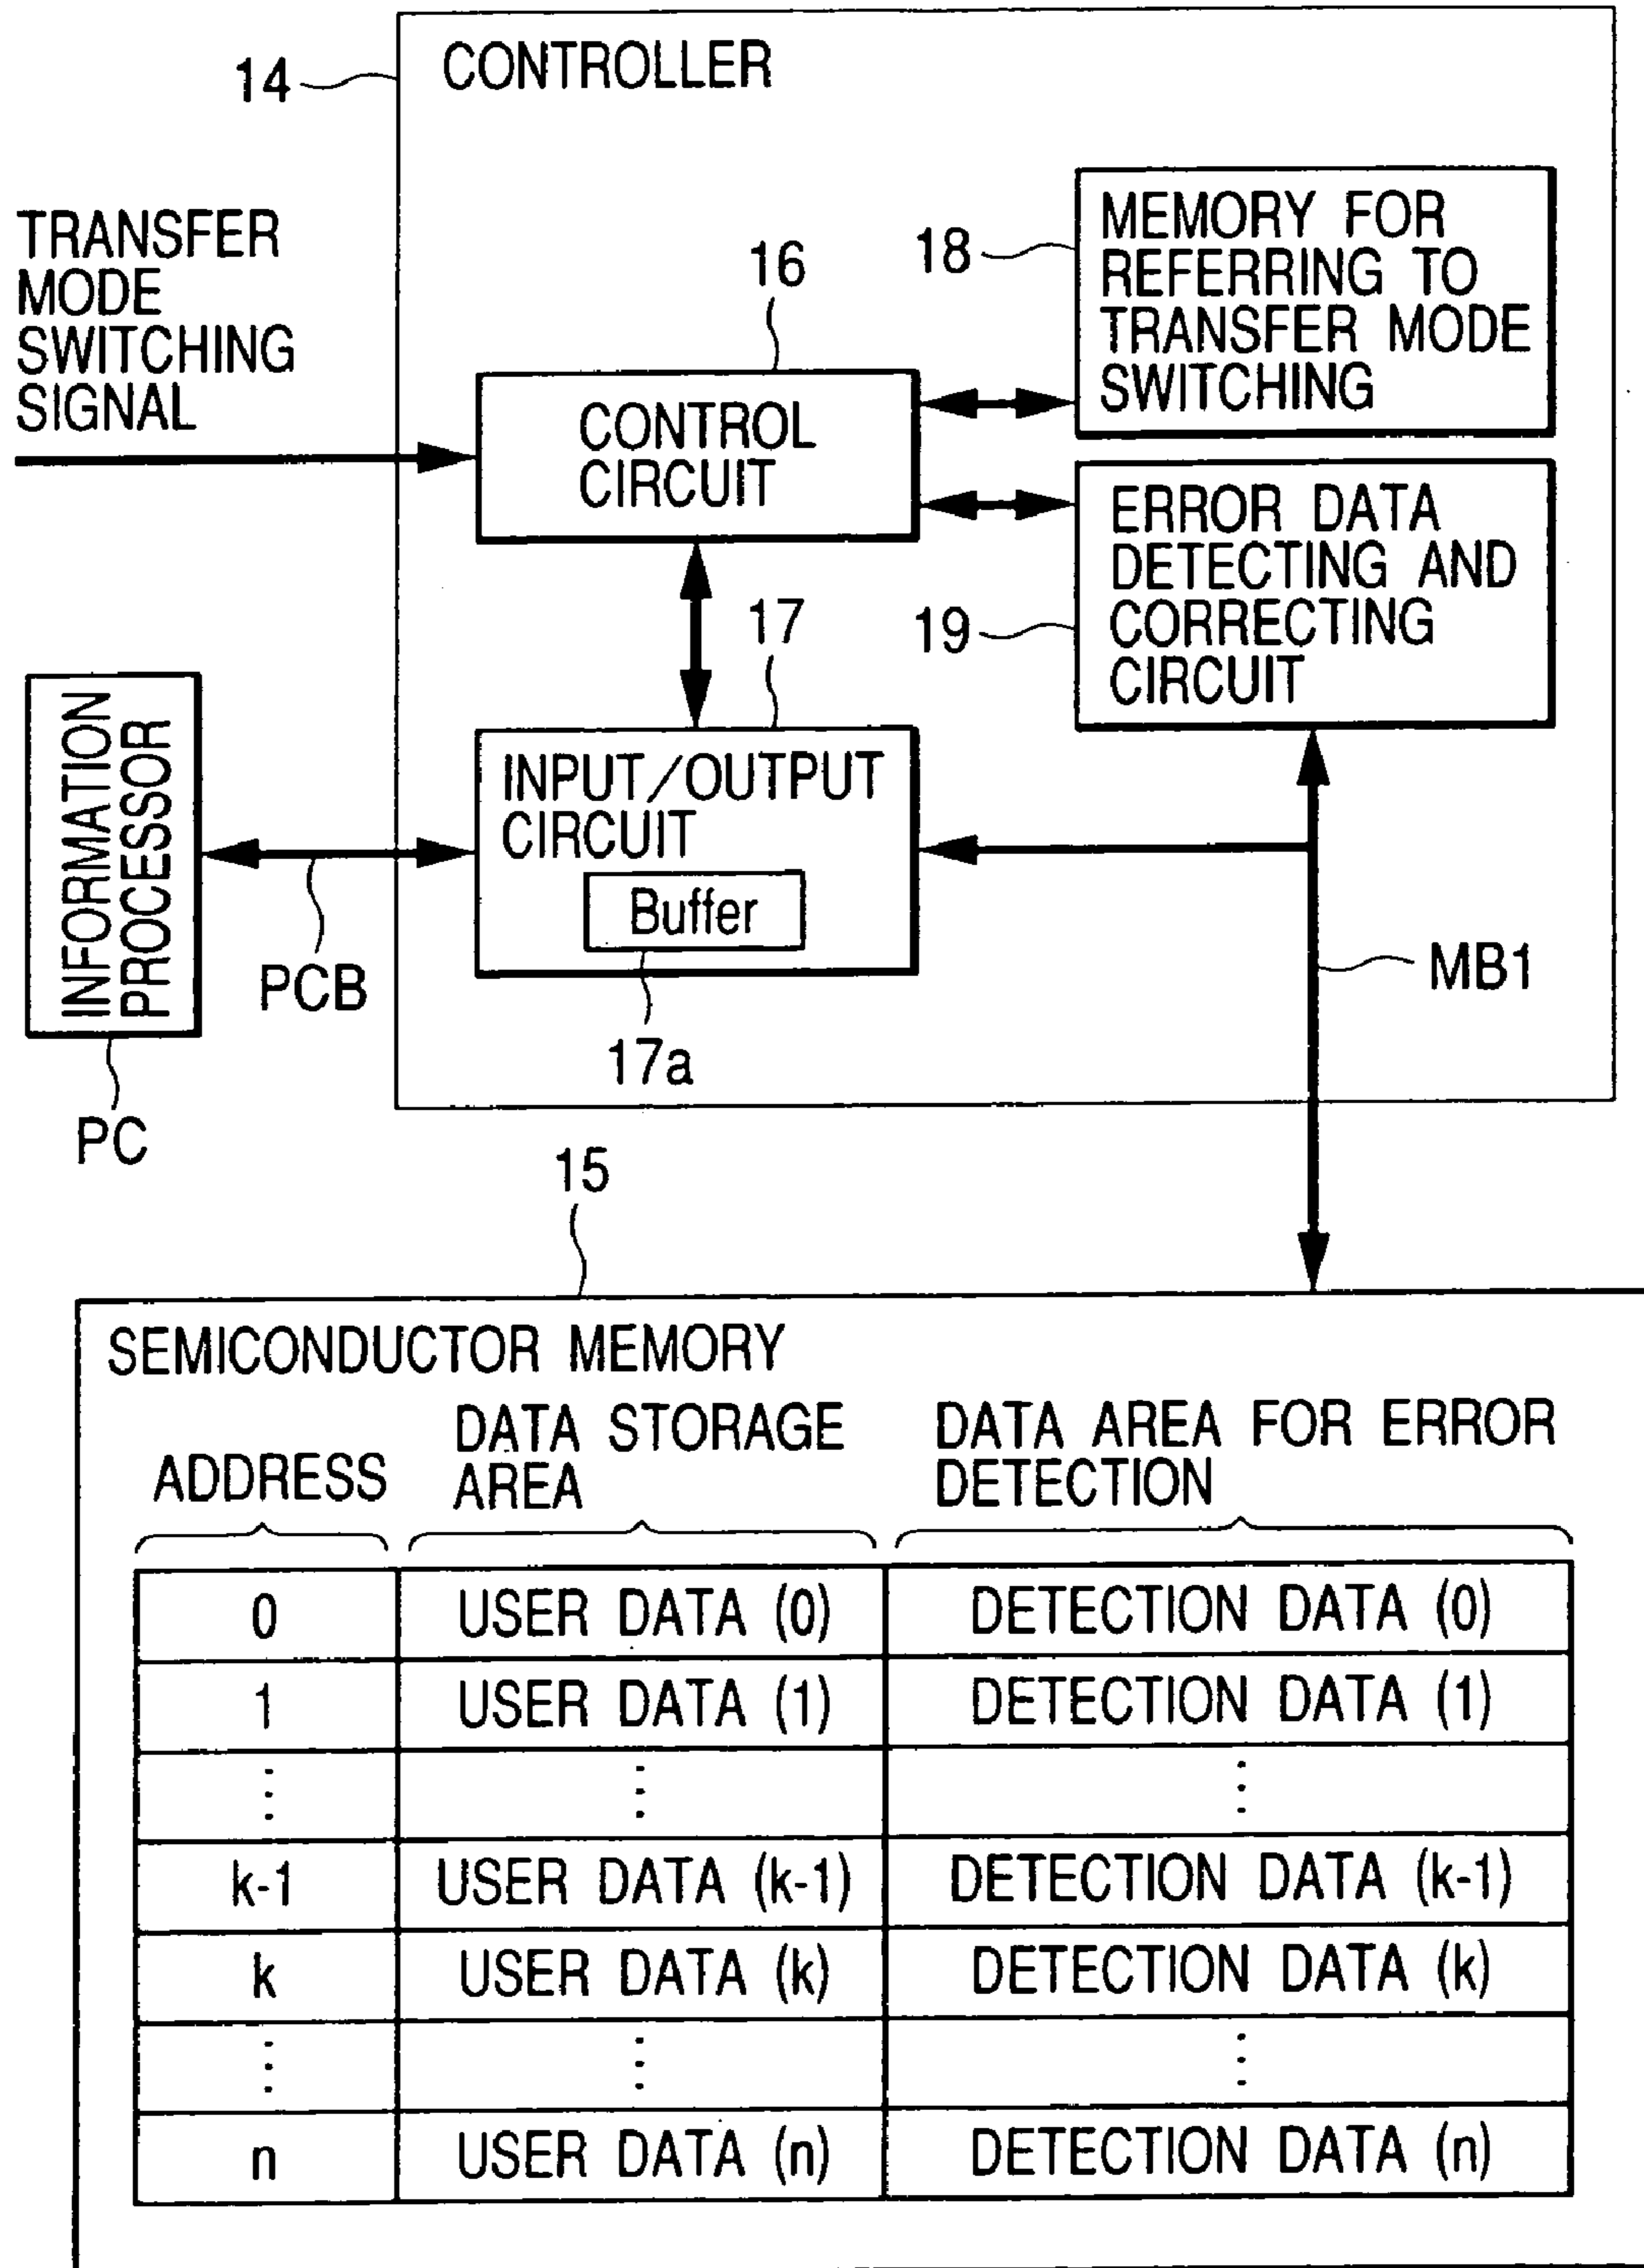 14
CONTROLLER
TRANSFER
MODE
SWITCHING
SIGNAL
16
CONTROL
CIRCUIT
18
MEMORY FOR
REFERRING TO
TRANSFER MODE
SWITCHING
19
ERROR DATA
DETECTING AND
CORRECTING
CIRCUIT
17
INPUT/OUTPUT
CIRCUIT
Buffer
17a
INFORMATION
PROCESSOR
PCB
PC
MB1
15
SEMICONDUCTOR MEMORY
ADDRESS
DATA STORAGE
AREA
DATA AREA FOR ERROR
DETECTION
0 USER DATA (0) DETECTION DATA (0)
1 USER DATA (1) DETECTION DATA (1)
⋮ ⋮ ⋮
k-1 USER DATA (k-1) DETECTION DATA (k-1)
k USER DATA (k) DETECTION DATA (k)
⋮ ⋮ ⋮
n USER DATA (n) DETECTION DATA (n)